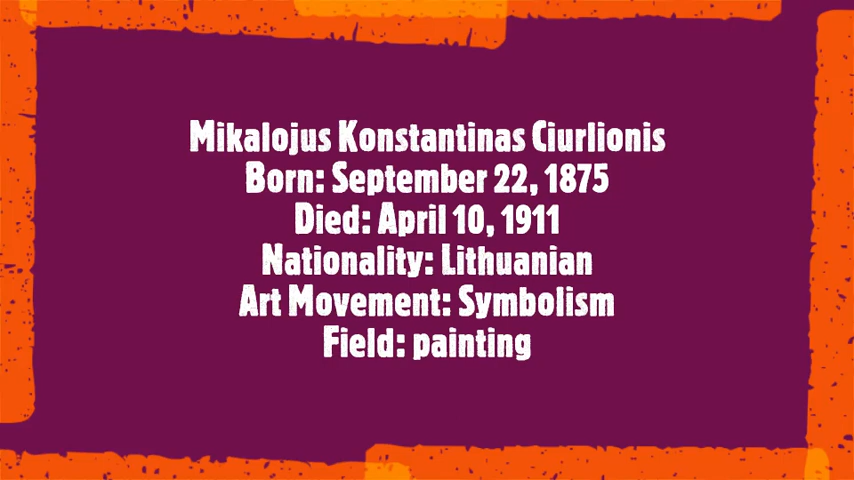 Mikalojus Konstantinas Ciurlionis
Born: September 22, 1875
Died: April 10, 1911
Nationality: Lithuanian
Art Movement: Symbolism
Field: painting